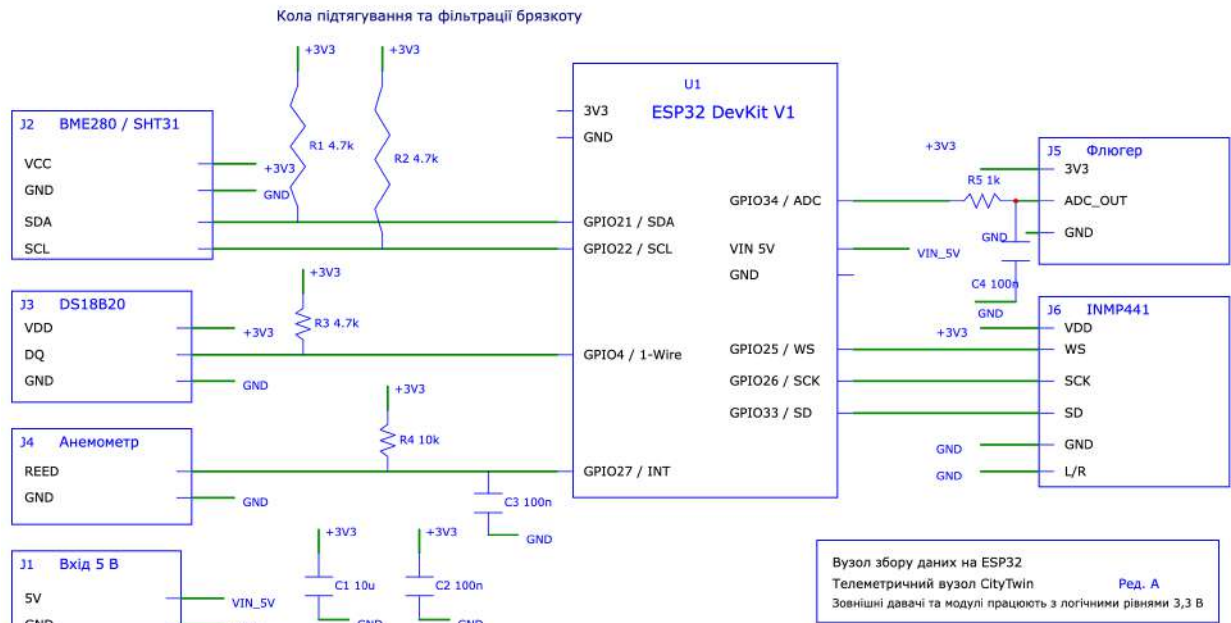 Кола підтягування та фільтрації брязкоту
+3V3
+3V3
R1 4.7k
R2 4.7k
J2 BME280 / SHT31
VCC
+3V3
GND
GND
SDA
SCL
J3 DS18B20
VDD
+3V3
DQ
GND
GND
+3V3
R3 4.7k
J4 Анемометр
REED
GND
GND
+3V3
R4 10k
C3 100n
GND
J1 Вхід 5 В
5V
VIN_5V
GND
+3V3
C1 10u
GND
+3V3
C2 100n
GND
U1
ESP32 DevKit V1
3V3
GND
GPIO21 / SDA
GPIO22 / SCL
GPIO4 / 1-Wire
GPIO27 / INT
GPIO34 / ADC
VIN 5V
VIN_5V
GND
GPIO25 / WS
GPIO26 / SCK
GPIO33 / SD
+3V3
R5 1k
GND
C4 100n
GND
J5 Флюгер
3V3
ADC_OUT
GND
J6 INMP441
+3V3
VDD
WS
SCK
SD
GND
GND
GND
L/R
Вузол збору даних на ESP32
Телеметричний вузол CityTwin Ред. A
Зовнішні давачі та модулі працюють з логічними рівнями 3,3 В